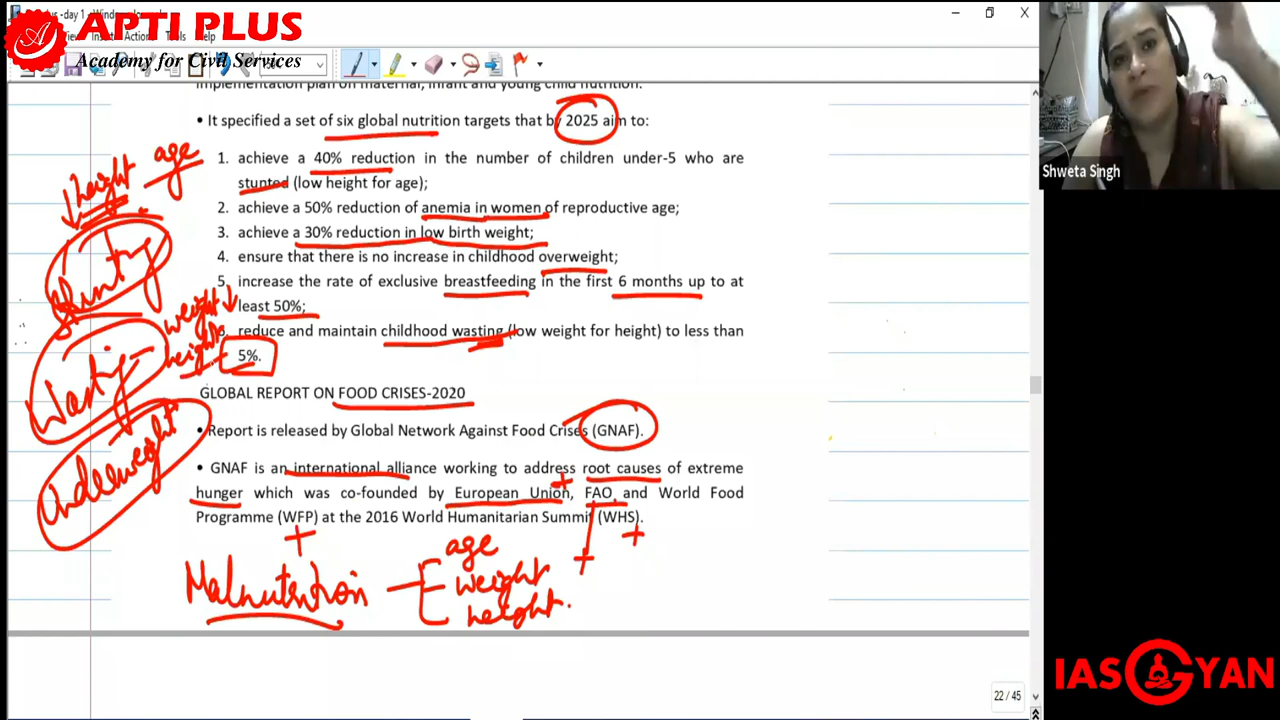 APTI PLUS
Academy for Civil Services
- day 1
Actions Tools Help
implementation plan on maternal, infant and young child nutrition.
• It specified a set of six global nutrition targets that by 2025 aim to:
1. achieve a 40% reduction in the number of children under-5 who are
stunted (low height for age);
2. achieve a 50% reduction of anemia in women of reproductive age;
3. achieve a 30% reduction in low birth weight;
4. ensure that there is no increase in childhood overweight;
5. increase the rate of exclusive breastfeeding in the first 6 months up to at
least 50%;
reduce and maintain childhood wasting (low weight for height) to less than
5%.
GLOBAL REPORT ON FOOD CRISES-2020
• Report is released by Global Network Against Food Crises (GNAF).
• GNAF is an international alliance working to address root causes of extreme
hunger which was co-founded by European Union, FAO, and World Food
Programme (WFP) at the 2016 World Humanitarian Summit (WHS).
height age
Stunting
weight
height
Wasting
Underweight
Malnutrition
age
weight
height.
Shweta Singh
22 / 45
IAS GYAN